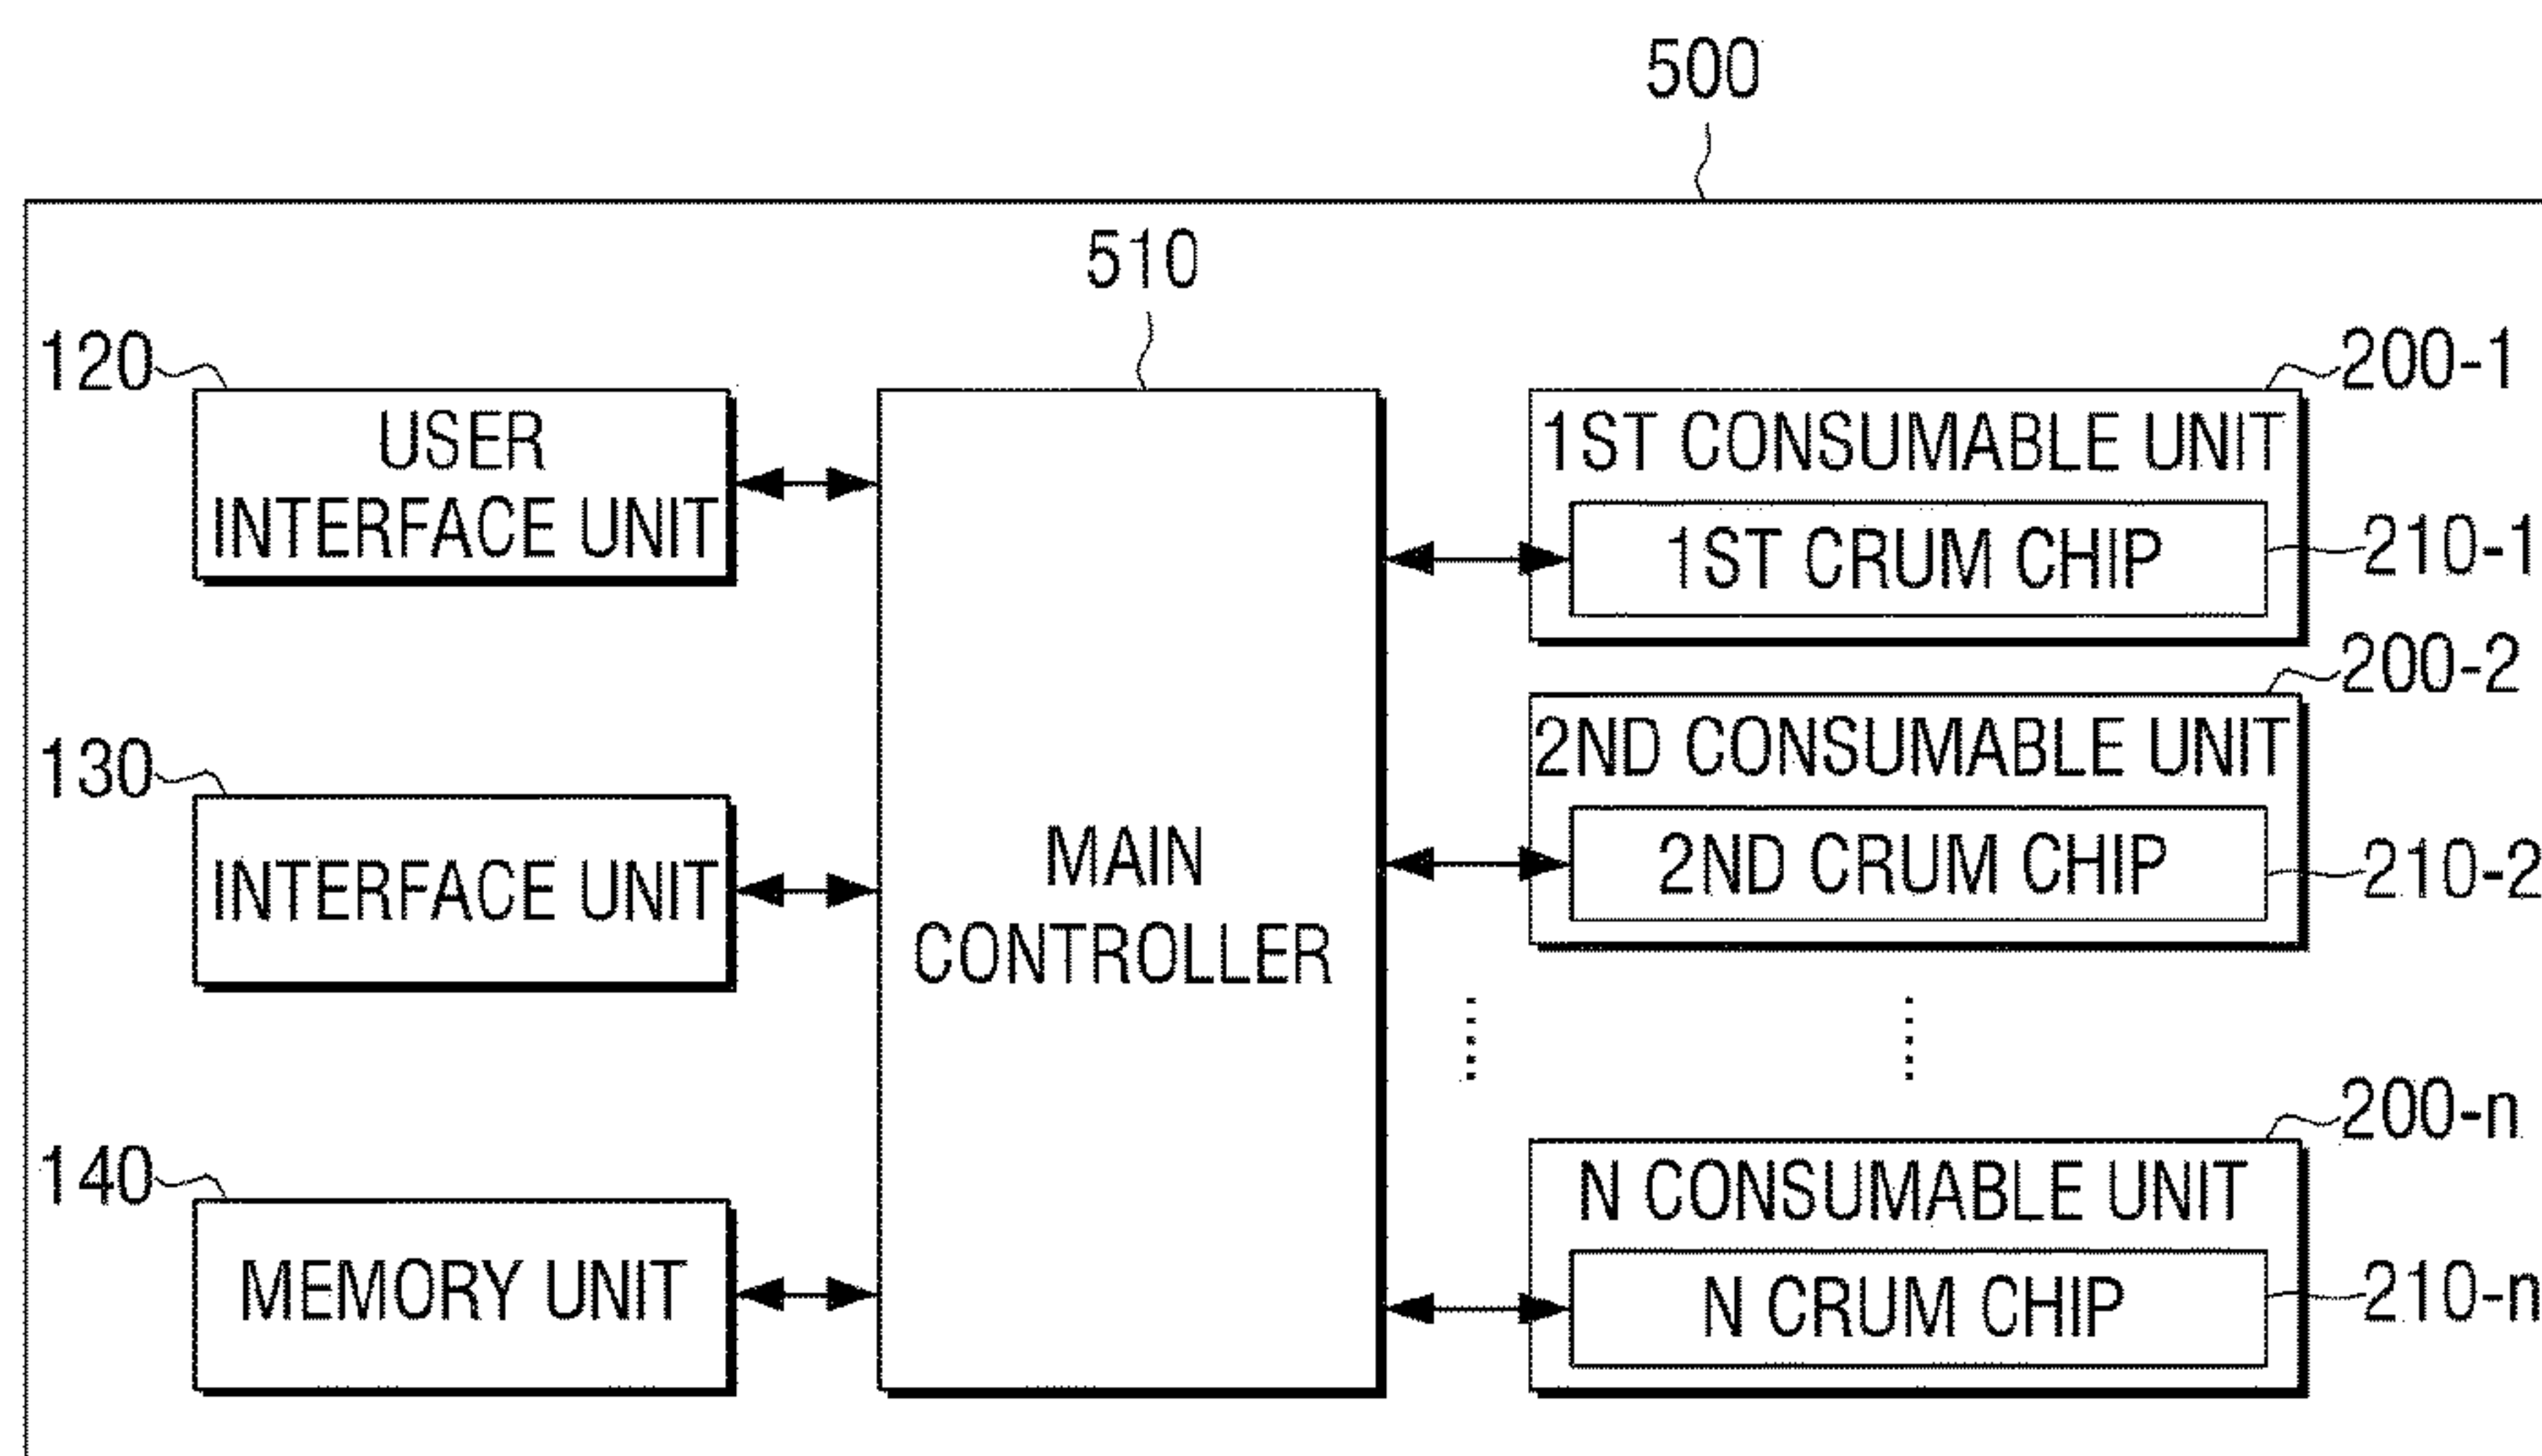 500
510
120
USER
INTERFACE UNIT
200-1
1ST CONSUMABLE UNIT
1ST CRUM CHIP
210-1
130
INTERFACE UNIT
MAIN
CONTROLLER
200-2
2ND CONSUMABLE UNIT
2ND CRUM CHIP
210-2
140
MEMORY UNIT
200-n
N CONSUMABLE UNIT
N CRUM CHIP
210-n